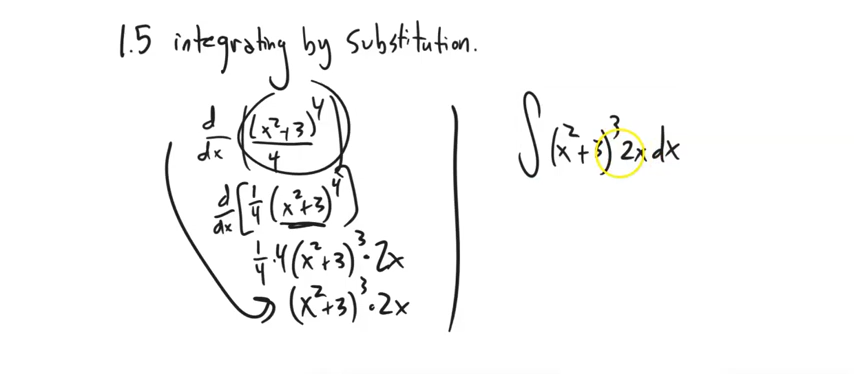 1.5 integrating by substitution.
d/dx [(x²+3)⁴/4]
d/dx [1/4 (x²+3)⁴]
1/4 · 4(x²+3)³ · 2x
(x²+3)³ · 2x
∫(x²+3)³ 2x dx